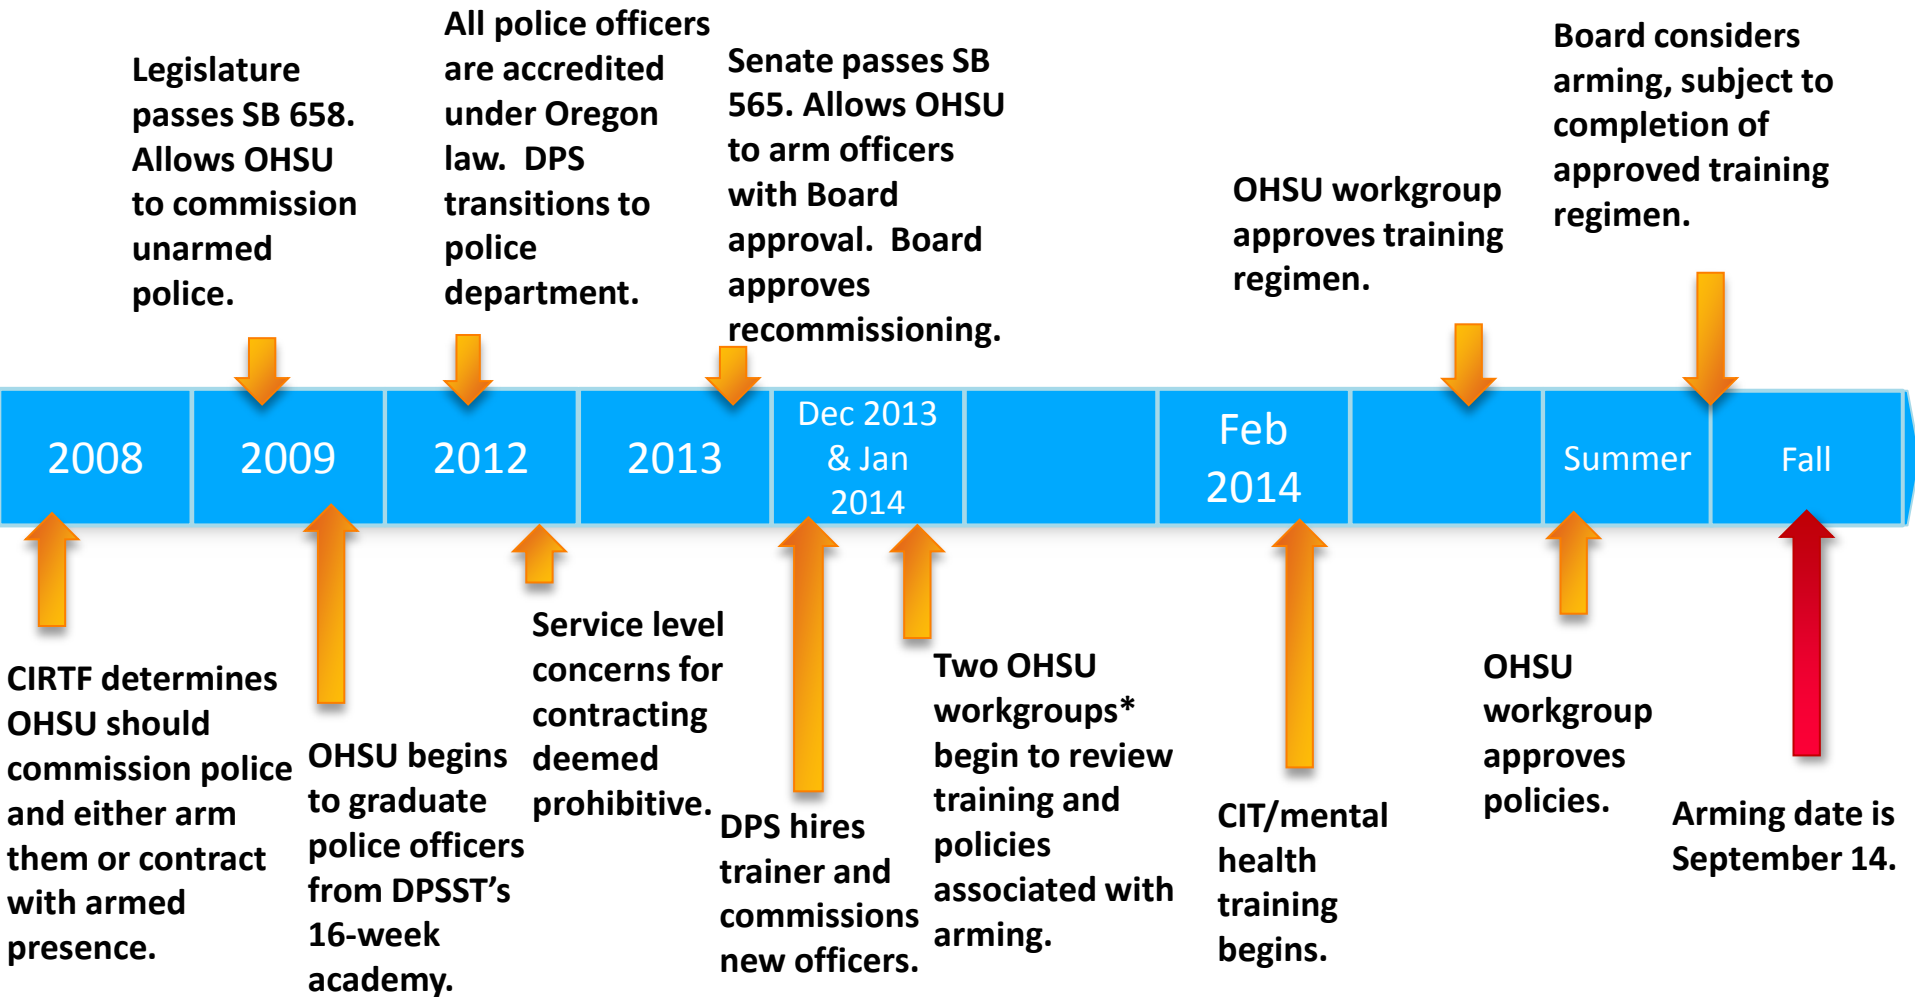 Legislature
passes SB 658.
Allows OHSU
to commission
unarmed
police.
All police officers
are accredited
under Oregon
law.  DPS
transitions to
police
department.
Senate passes SB
565. Allows OHSU
to arm officers
with Board
approval.  Board
approves
recommissioning.
OHSU workgroup
approves training
regimen.
Board considers
arming, subject to
completion of
approved training
regimen.
2008
2009
2012
2013
Dec 2013
& Jan
2014
Feb
2014
Summer
Fall
CIRTF determines
OHSU should
commission police
and either arm
them or contract
with armed
presence.
OHSU begins
to graduate
police officers
from DPSST’s
16-week
academy.
Service level
concerns for
contracting
deemed
prohibitive.
DPS hires
trainer and
commissions
new officers.
Two OHSU
workgroups*
begin to review
training and
policies
associated with
arming.
CIT/mental
health
training
begins.
OHSU
workgroup
approves
policies.
Arming date is
September 14.